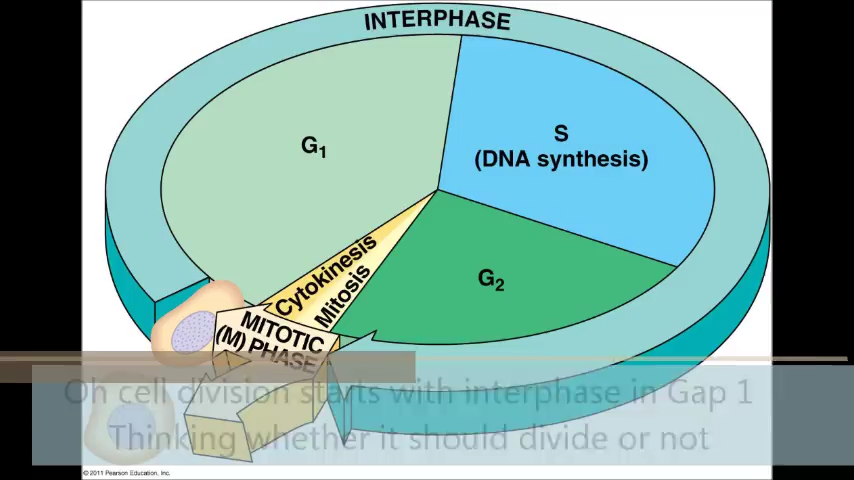 INTERPHASE
G1
S
(DNA synthesis)
Cytokinesis
Mitosis
G2
MITOTIC
(M) PHASE
Oh cell division starts with interphase in Gap 1
Thinking whether it should divide or not
© 2011 Pearson Education, Inc.